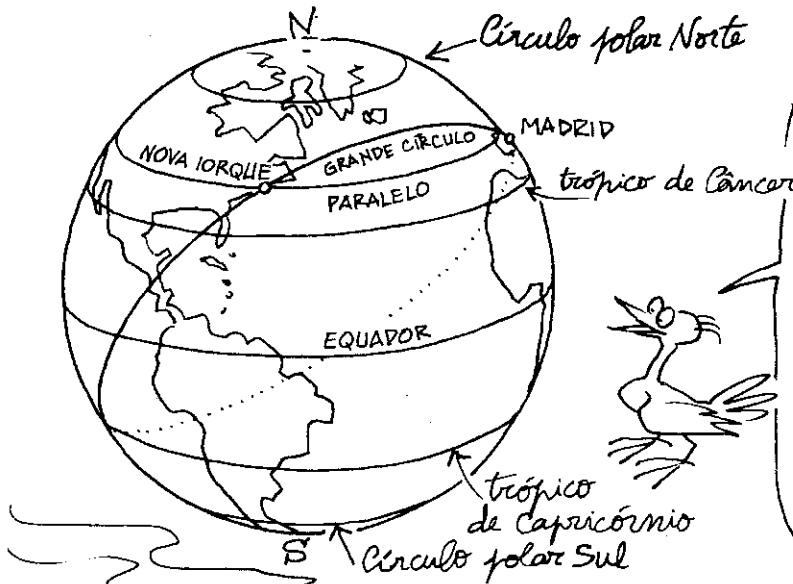 N
Círculo polar Norte
MADRID
NOVA IORQUE
GRANDE CÍRCULO
trópico de Câncer
PARALELO
EQUADOR
trópico
de Capricórnio
S
Círculo polar Sul